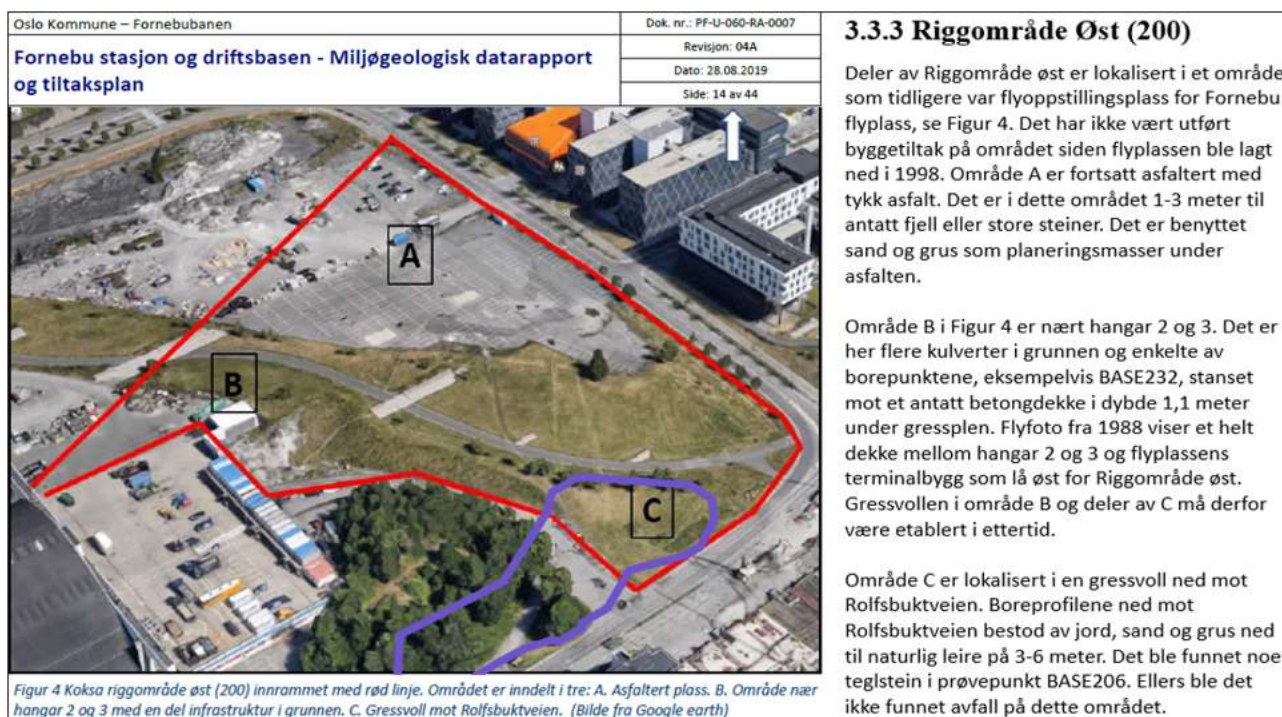 Oslo Kommune – Fornebubanen
Dok. nr.: PF-U-060-RA-0007
Fornebu stasjon og driftsbasen - Miljøgeologisk datarapport
og tiltaksplan
Revisjon: 04A
Dato: 28.08.2019
Side: 14 av 44
A
B
C
Figur 4 Koksa riggområde øst (200) innrammet med rød linje. Området er inndelt i tre: A. Asfaltert plass. B. Område nær
hangar 2 og 3 med en del infrastruktur i grunnen. C. Gressvoll mot Rolfsbuktveien. (Bilde fra Google earth)
3.3.3 Riggområde Øst (200)
Deler av Riggområde øst er lokalisert i et område
som tidligere var flyoppstillingsplass for Fornebu
flyplass, se Figur 4. Det har ikke vært utført
byggetiltak på området siden flyplassen ble lagt
ned i 1998. Område A er fortsatt asfaltert med
tykk asfalt. Det er i dette området 1-3 meter til
antatt fjell eller store steiner. Det er benyttet
sand og grus som planeringsmasser under
asfalten.
Område B i Figur 4 er nært hangar 2 og 3. Det er
her flere kulverter i grunnen og enkelte av
borepunktene, eksempelvis BASE232, stanset
mot et antatt betongdekke i dybde 1,1 meter
under gressplen. Flyfoto fra 1988 viser et helt
dekke mellom hangar 2 og 3 og flyplassens
terminalbygg som lå øst for Riggområde øst.
Gressvollen i område B og deler av C må derfor
være etablert i ettertid.
Område C er lokalisert i en gressvoll ned mot
Rolfsbuktveien. Boreprofilene ned mot
Rolfsbuktveien bestod av jord, sand og grus ned
til naturlig leire på 3-6 meter. Det ble funnet noe
teglstein i prøvepunkt BASE206. Ellers ble det
ikke funnet avfall på dette området.